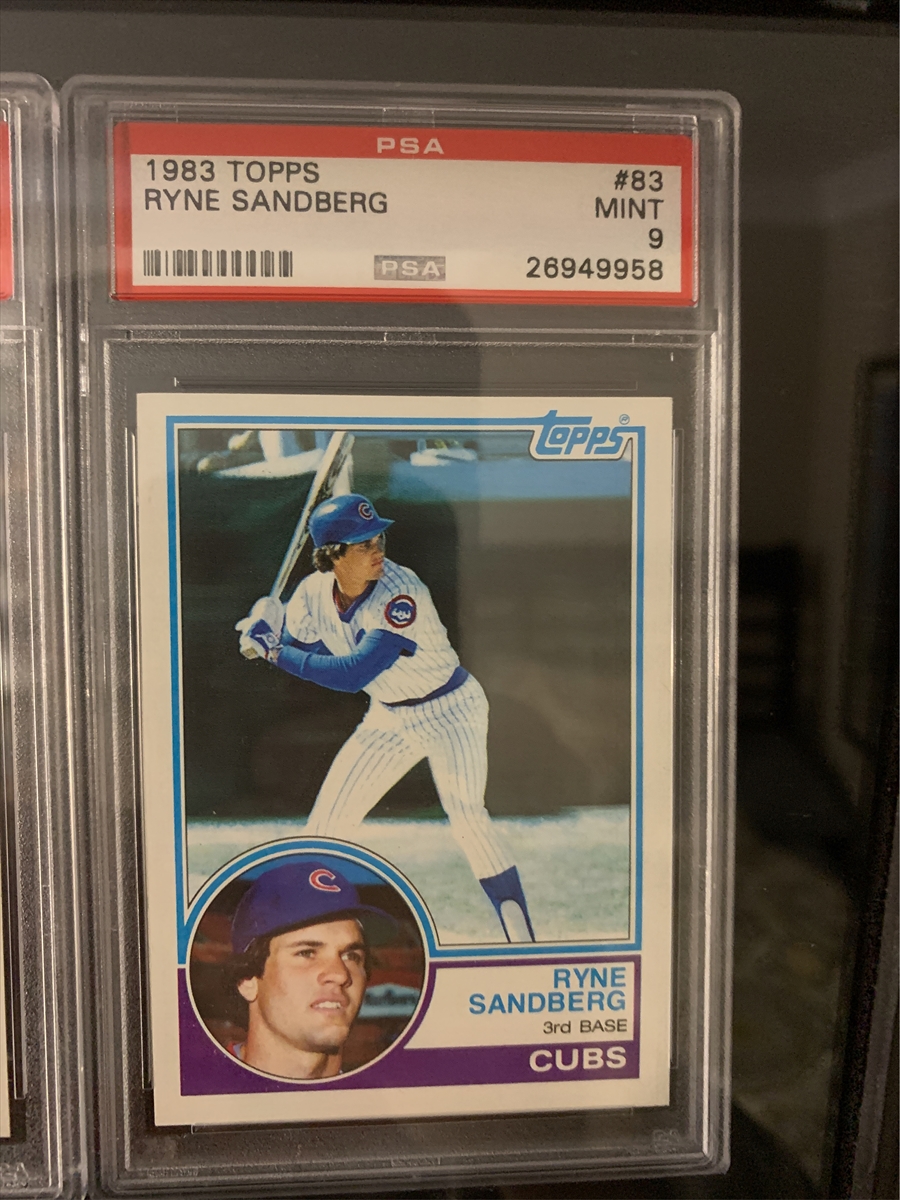 PSA
1983 TOPPS #83
RYNE SANDBERG MINT
9
PSA 26949958
topps
C
C
RYNE
SANDBERG
3rd BASE
CUBS